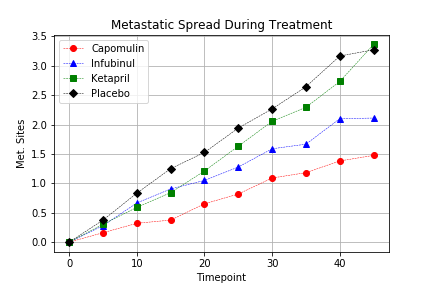 Metastatic Spread During Treatment
3.5
3.0
2.5
2.0
1.5
1.0
0.5
0.0
Met. Sites
Capomulin
Infubinul
Ketapril
Placebo
0 10 20 30 40
Timepoint